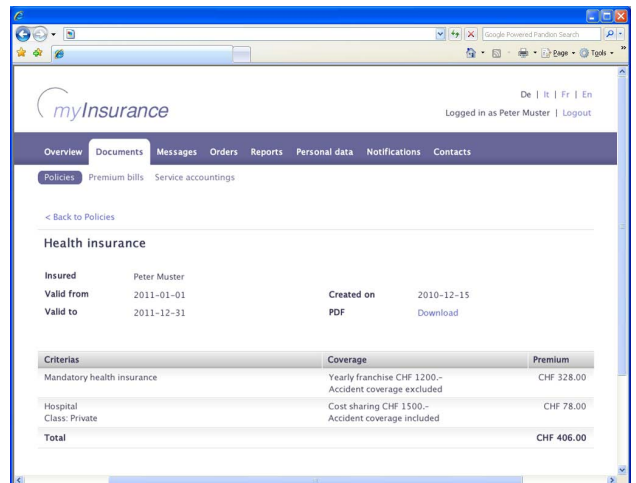 Google Powered Pandion Search
Page Tools
myInsurance
De | It | Fr | En
Logged in as Peter Muster | Logout
Overview Documents Messages Orders Reports Personal data Notifications Contacts
Policies Premium bills Service accountings
< Back to Policies
Health insurance
Insured Peter Muster
Valid from 2011-01-01 Created on 2010-12-15
Valid to 2011-12-31 PDF Download
Criterias Coverage Premium
Mandatory health insurance Yearly franchise CHF 1200.- CHF 328.00
Accident coverage excluded
Hospital Cost sharing CHF 1500.- CHF 78.00
Class: Private Accident coverage included
Total CHF 406.00